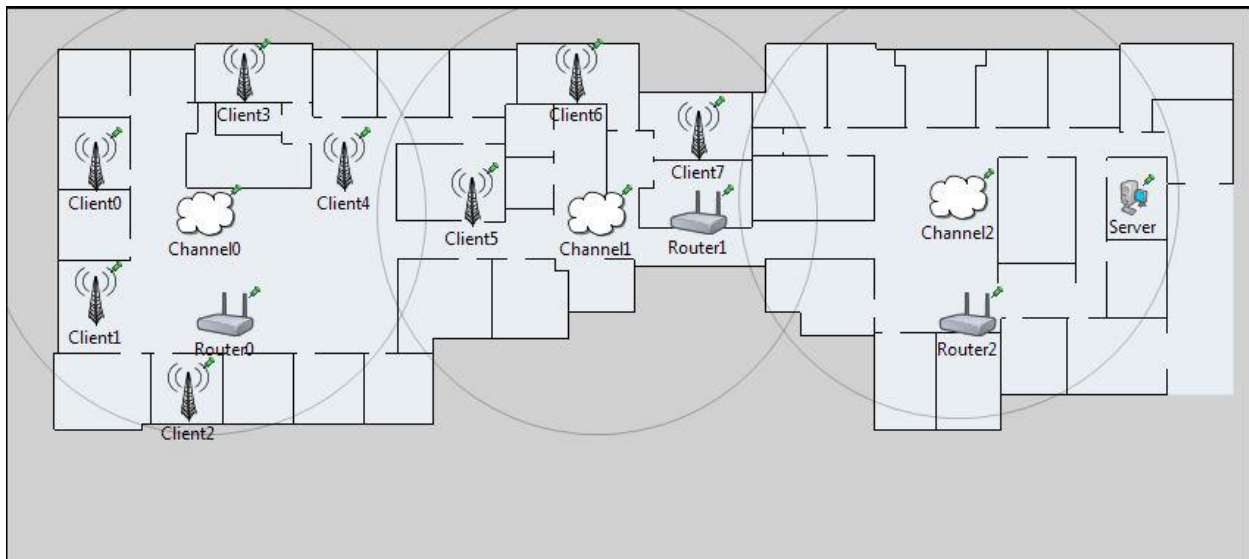 Client3
Client6
Client7
Client0
Client4
Client5
Channel0
Channel1
Router1
Channel2
Server
Client1
Router0
Router2
Client2